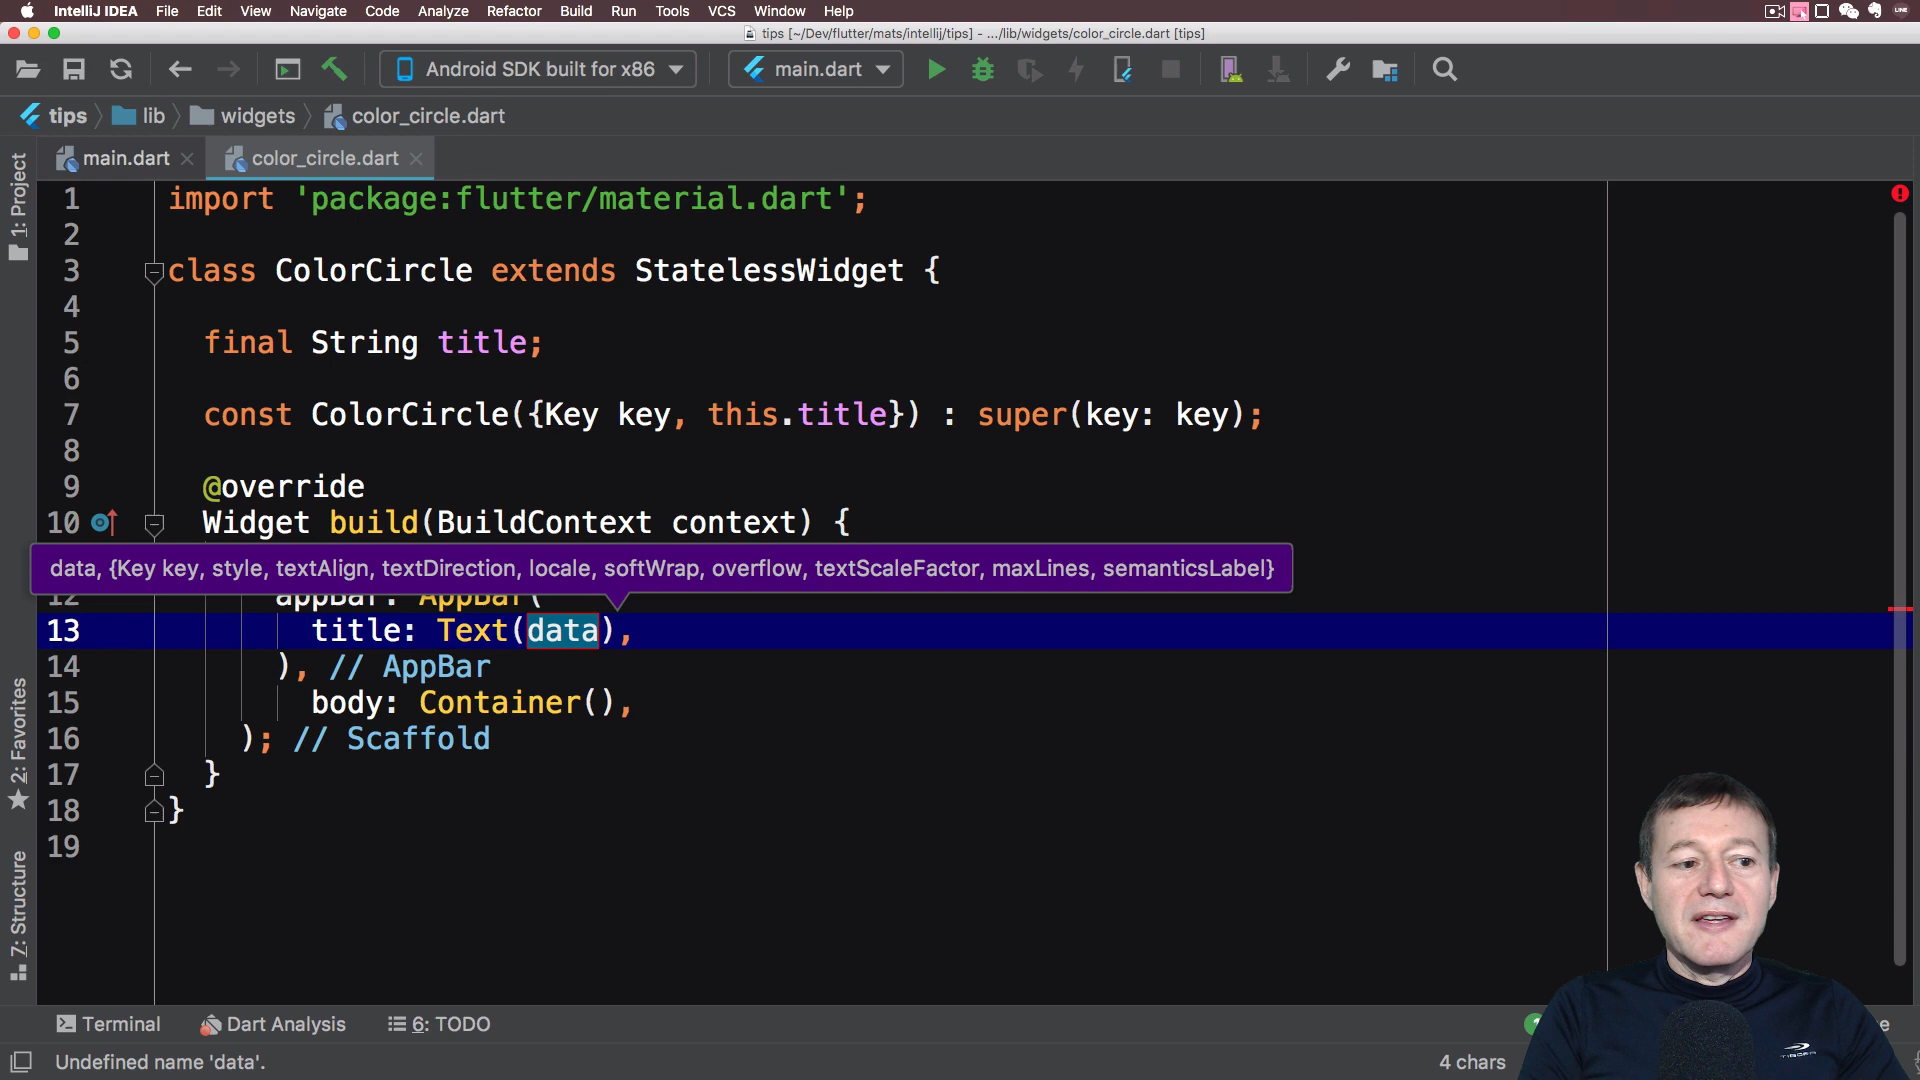 IntelliJ IDEA File Edit View Navigate Code Analyze Refactor Build Run Tools VCS Window Help
tips [~/Dev/flutter/mats/intellij/tips] - .../lib/widgets/color_circle.dart [tips]
Android SDK built for x86 main.dart
tips lib widgets color_circle.dart
main.dart color_circle.dart
1: Project
2: Favorites
7: Structure
1 import 'package:flutter/material.dart';
2
3 class ColorCircle extends StatelessWidget {
4
5 final String title;
6
7 const ColorCircle({Key key, this.title}) : super(key: key);
8
9 @override
10 Widget build(BuildContext context) {
data, {Key key, style, textAlign, textDirection, locale, softWrap, overflow, textScaleFactor, maxLines, semanticsLabel}
12 appBar: AppBar(
13 title: Text(data),
14 ), // AppBar
15 body: Container(),
16 ); // Scaffold
17 }
18 }
19
Terminal Dart Analysis 6: TODO
Undefined name 'data'. 4 chars